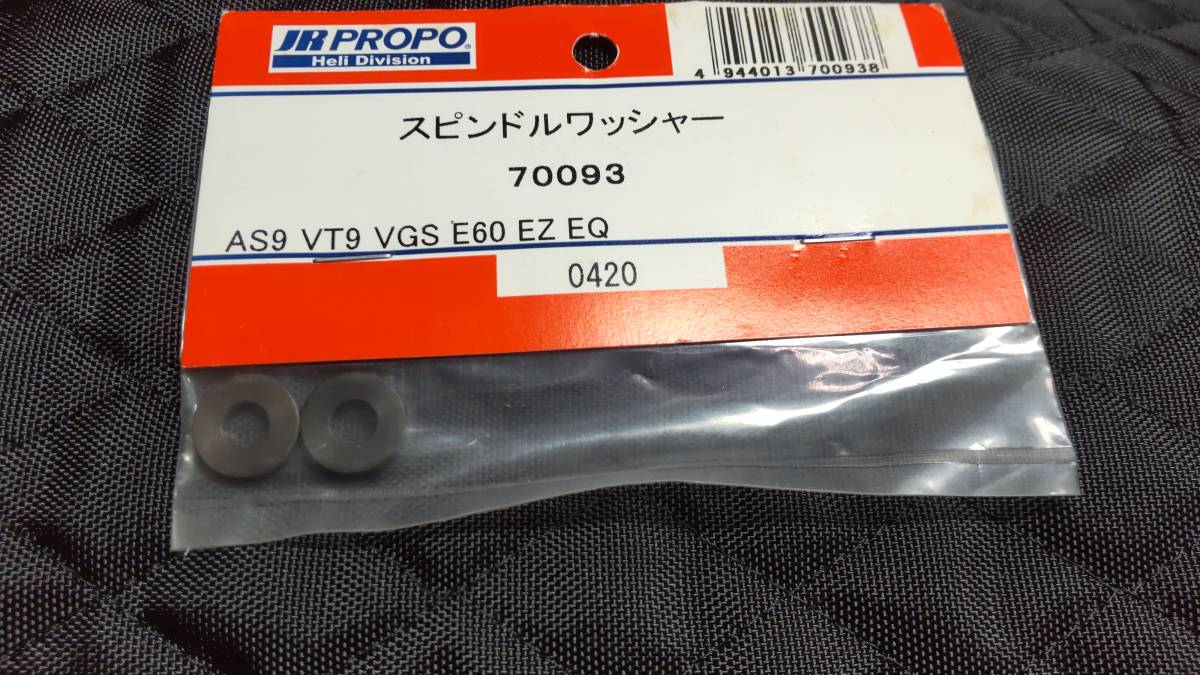 JR PROPO®
Heli Division
4 944013 700938
スピンドルワッシャー
70093
AS9 VT9 VGS E60 EZ EQ
0420